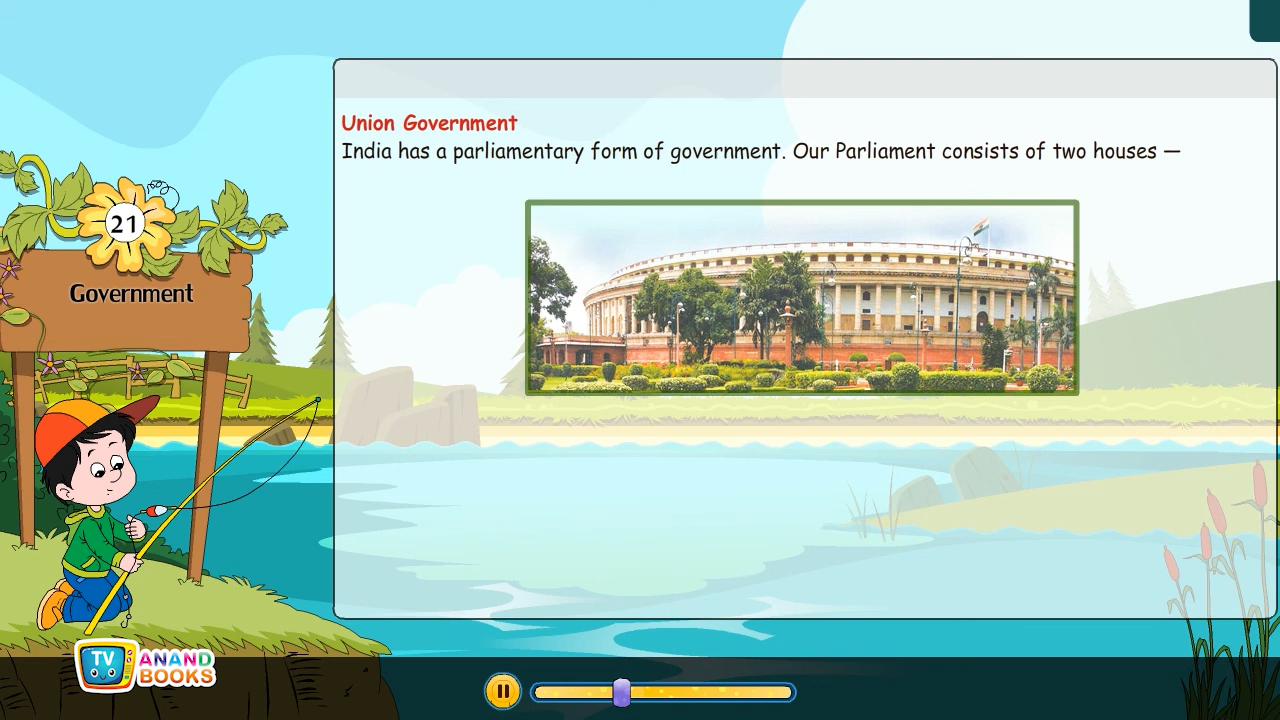 Union Government
India has a parliamentary form of government. Our Parliament consists of two houses —
21
Government
TV
ANAND
BOOKS